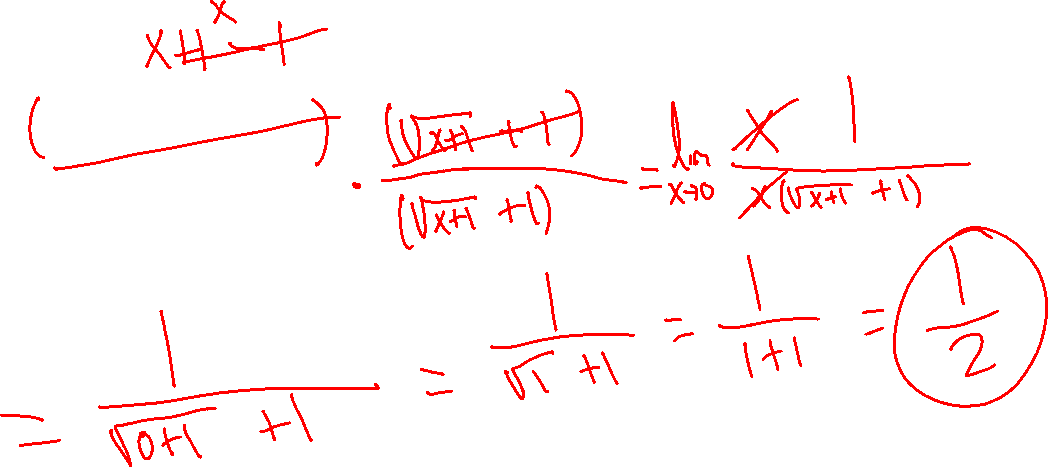 x
x+1-1
( ) · (√x+1 + 1) / (√x+1 + 1) = lim x→0 x 1 / x(√x+1 + 1)
= 1 / √0+1 + 1 = 1 / √1 + 1 = 1 / 1+1 = 1 / 2